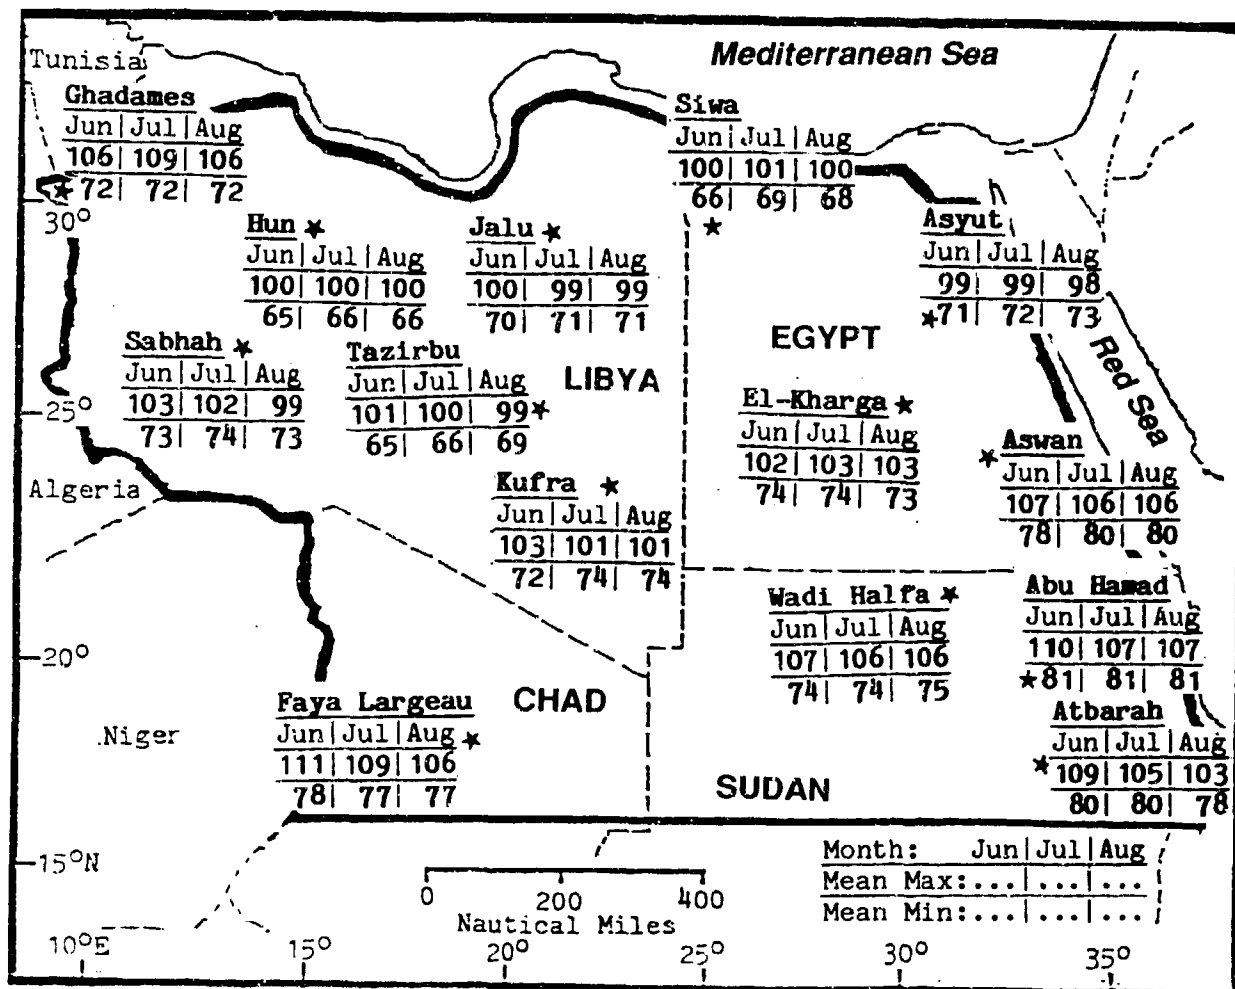 Mediterranean Sea
Tunisia
Ghadames
Jun|Jul|Aug
106|109|106
72| 72| 72
Siwa
Jun|Jul|Aug
100|101|100
66| 69| 68
30°
Hun
Jun|Jul|Aug
100|100|100
65| 66| 66
Jalu
Jun|Jul|Aug
100| 99| 99
70| 71| 71
Asyut
Jun|Jul|Aug
99| 99| 98
71| 72| 73
Red Sea
EGYPT
Sabhah
Jun|Jul|Aug
103|102| 99
73| 74| 73
Tazirbu
Jun|Jul|Aug
101|100| 99
65| 66| 69
LIBYA
25°
El-Kharga
Jun|Jul|Aug
102|103|103
74| 74| 73
Aswan
Jun|Jul|Aug
107|106|106
78| 80| 80
Algeria
Kufra
Jun|Jul|Aug
103|101|101
72| 74| 74
Wadi Halfa
Jun|Jul|Aug
107|106|106
74| 74| 75
Abu Hamad
Jun|Jul|Aug
110|107|107
81| 81| 81
20°
Niger
Faya Largeau
Jun|Jul|Aug
111|109|106
78| 77| 77
CHAD
SUDAN
Atbarah
Jun|Jul|Aug
109|105|103
80| 80| 78
15°N
0 200 400
Nautical Miles
Month: Jun|Jul|Aug
Mean Max:...|...|...
Mean Min:...|...|...
10°E 15° 20° 25° 30° 35°